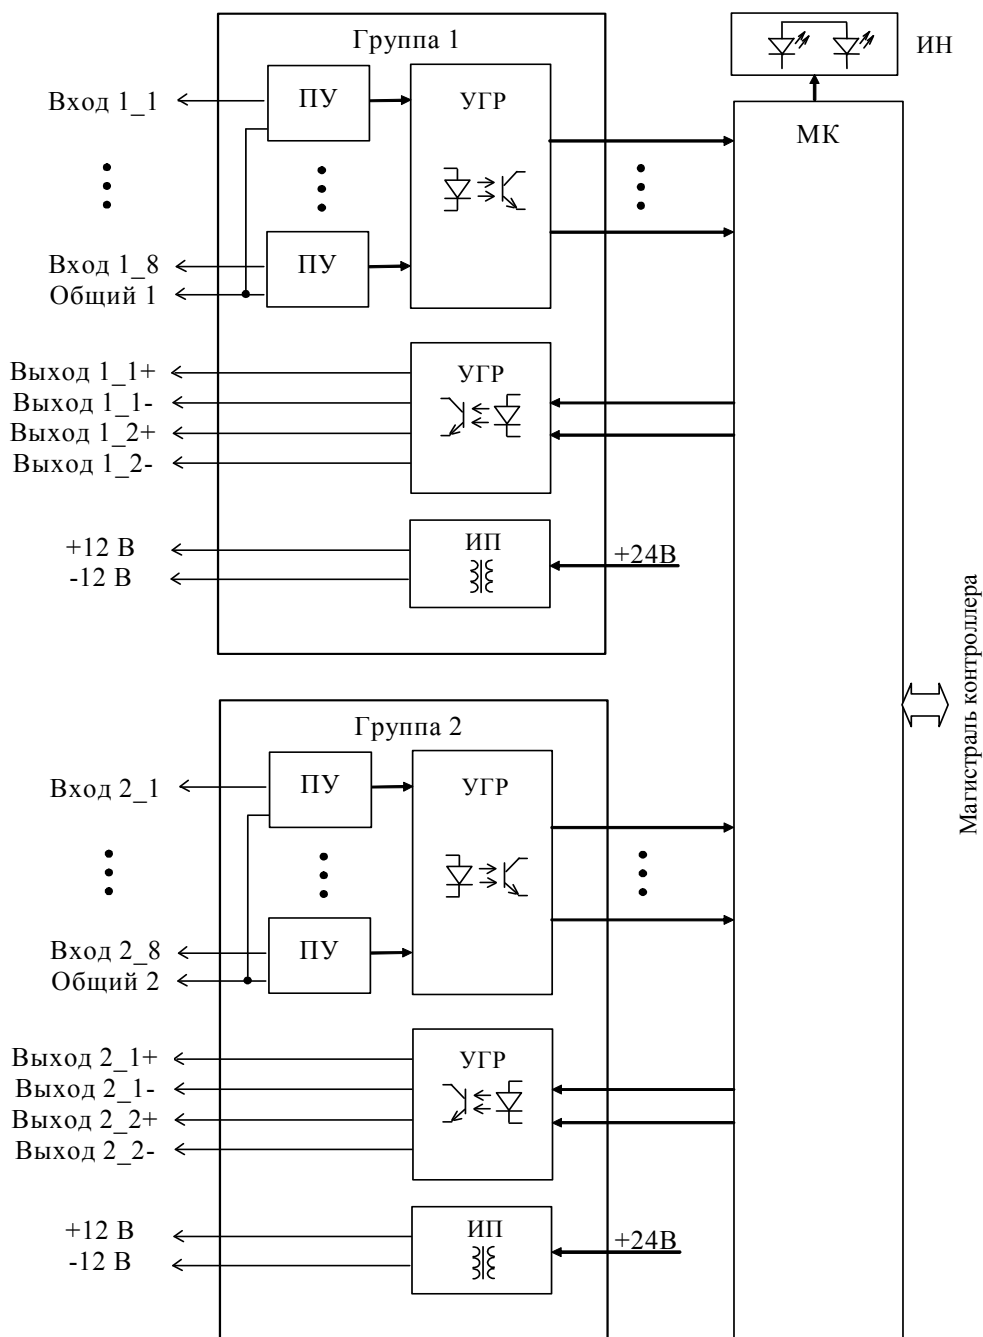 Группа 1
ИН
Вход 1_1
ПУ
УГР
МК
Вход 1_8
ПУ
Общий 1
Выход 1_1+
УГР
Выход 1_1-
Выход 1_2+
Выход 1_2-
+12 В
ИП
+24В
-12 В
Магистраль контроллера
Группа 2
Вход 2_1
ПУ
УГР
Вход 2_8
ПУ
Общий 2
Выход 2_1+
УГР
Выход 2_1-
Выход 2_2+
Выход 2_2-
+12 В
ИП
+24В
-12 В